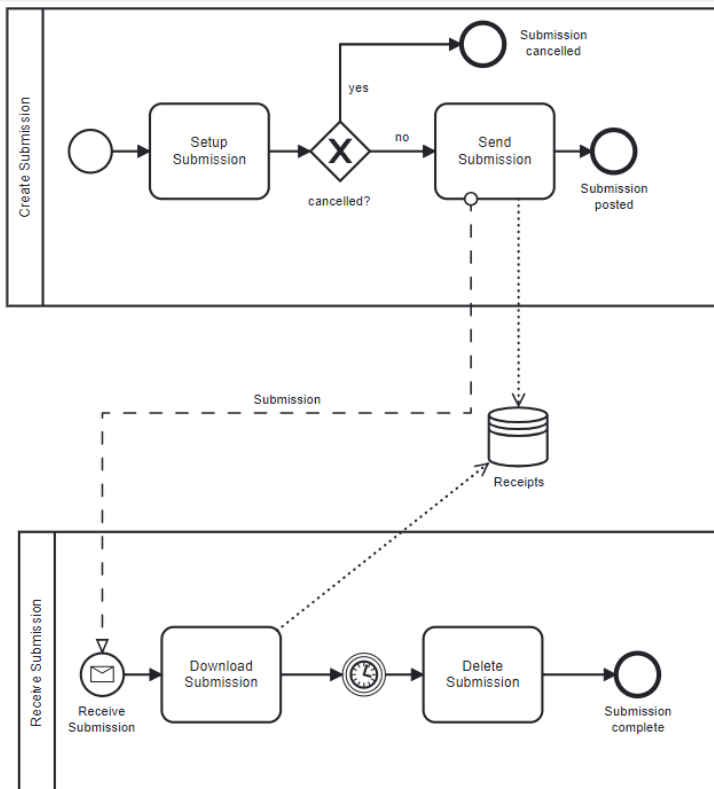 Create Submission
Submission
cancelled
yes
Setup
Submission
no
Send
Submission
cancelled?
Submission
posted
Submission
Receipts
Receive Submission
Download
Submission
Delete
Submission
Receive
Submission
Submission
complete